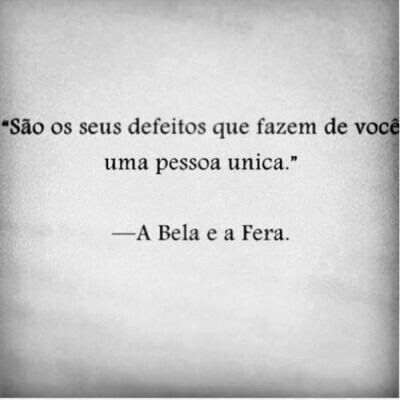 “São os seus defeitos que fazem de você
uma pessoa unica.”
—A Bela e a Fera.